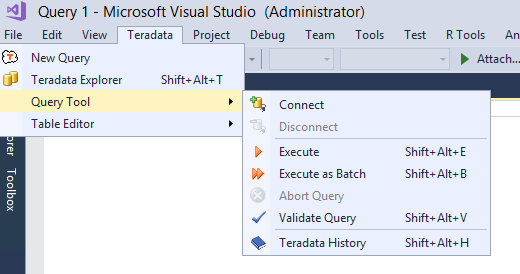 Query 1 - Microsoft Visual Studio (Administrator)
File Edit View Teradata Project Debug Team Tools Test R Tools An
New Query
Attach...
Teradata Explorer Shift+Alt+T
Query Tool
Connect
Table Editor
Disconnect
Execute Shift+Alt+E
Execute as Batch Shift+Alt+B
Abort Query
Validate Query Shift+Alt+V
Teradata History Shift+Alt+H
orer
Toolbox